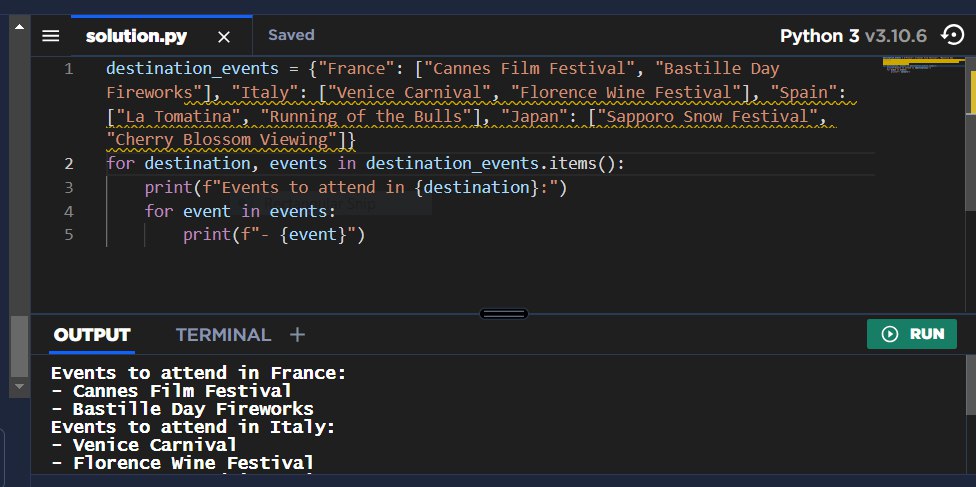 solution.py × Saved Python 3 v3.10.6
1 destination_events = {"France": ["Cannes Film Festival", "Bastille Day
Fireworks"], "Italy": ["Venice Carnival", "Florence Wine Festival"], "Spain":
["La Tomatina", "Running of the Bulls"], "Japan": ["Sapporo Snow Festival",
"Cherry Blossom Viewing"]}
2 for destination, events in destination_events.items():
3     print(f"Events to attend in {destination}:")
4     for event in events:
5         print(f"- {event}")
OUTPUT TERMINAL + RUN
Events to attend in France:
- Cannes Film Festival
- Bastille Day Fireworks
Events to attend in Italy:
- Venice Carnival
- Florence Wine Festival